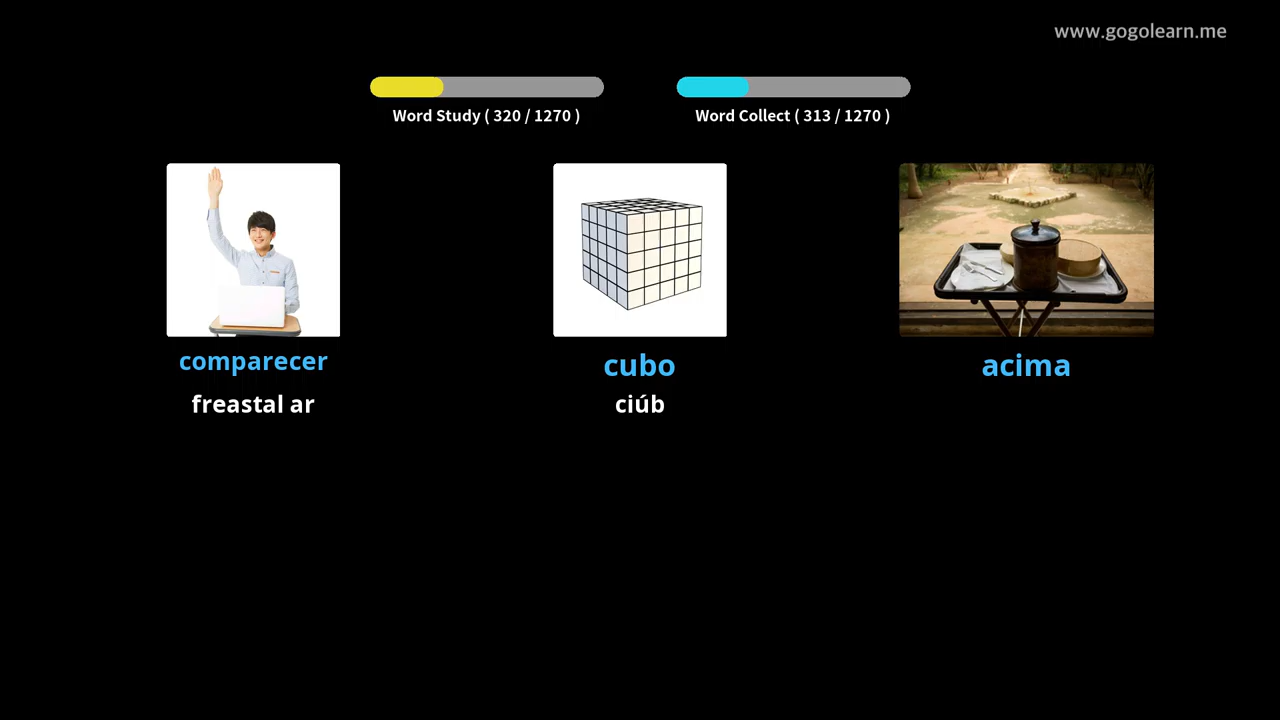 www.gogolearn.me
Word Study ( 320 / 1270 )
Word Collect ( 313 / 1270 )
comparecer
cubo
acima
freastal ar
ciúb